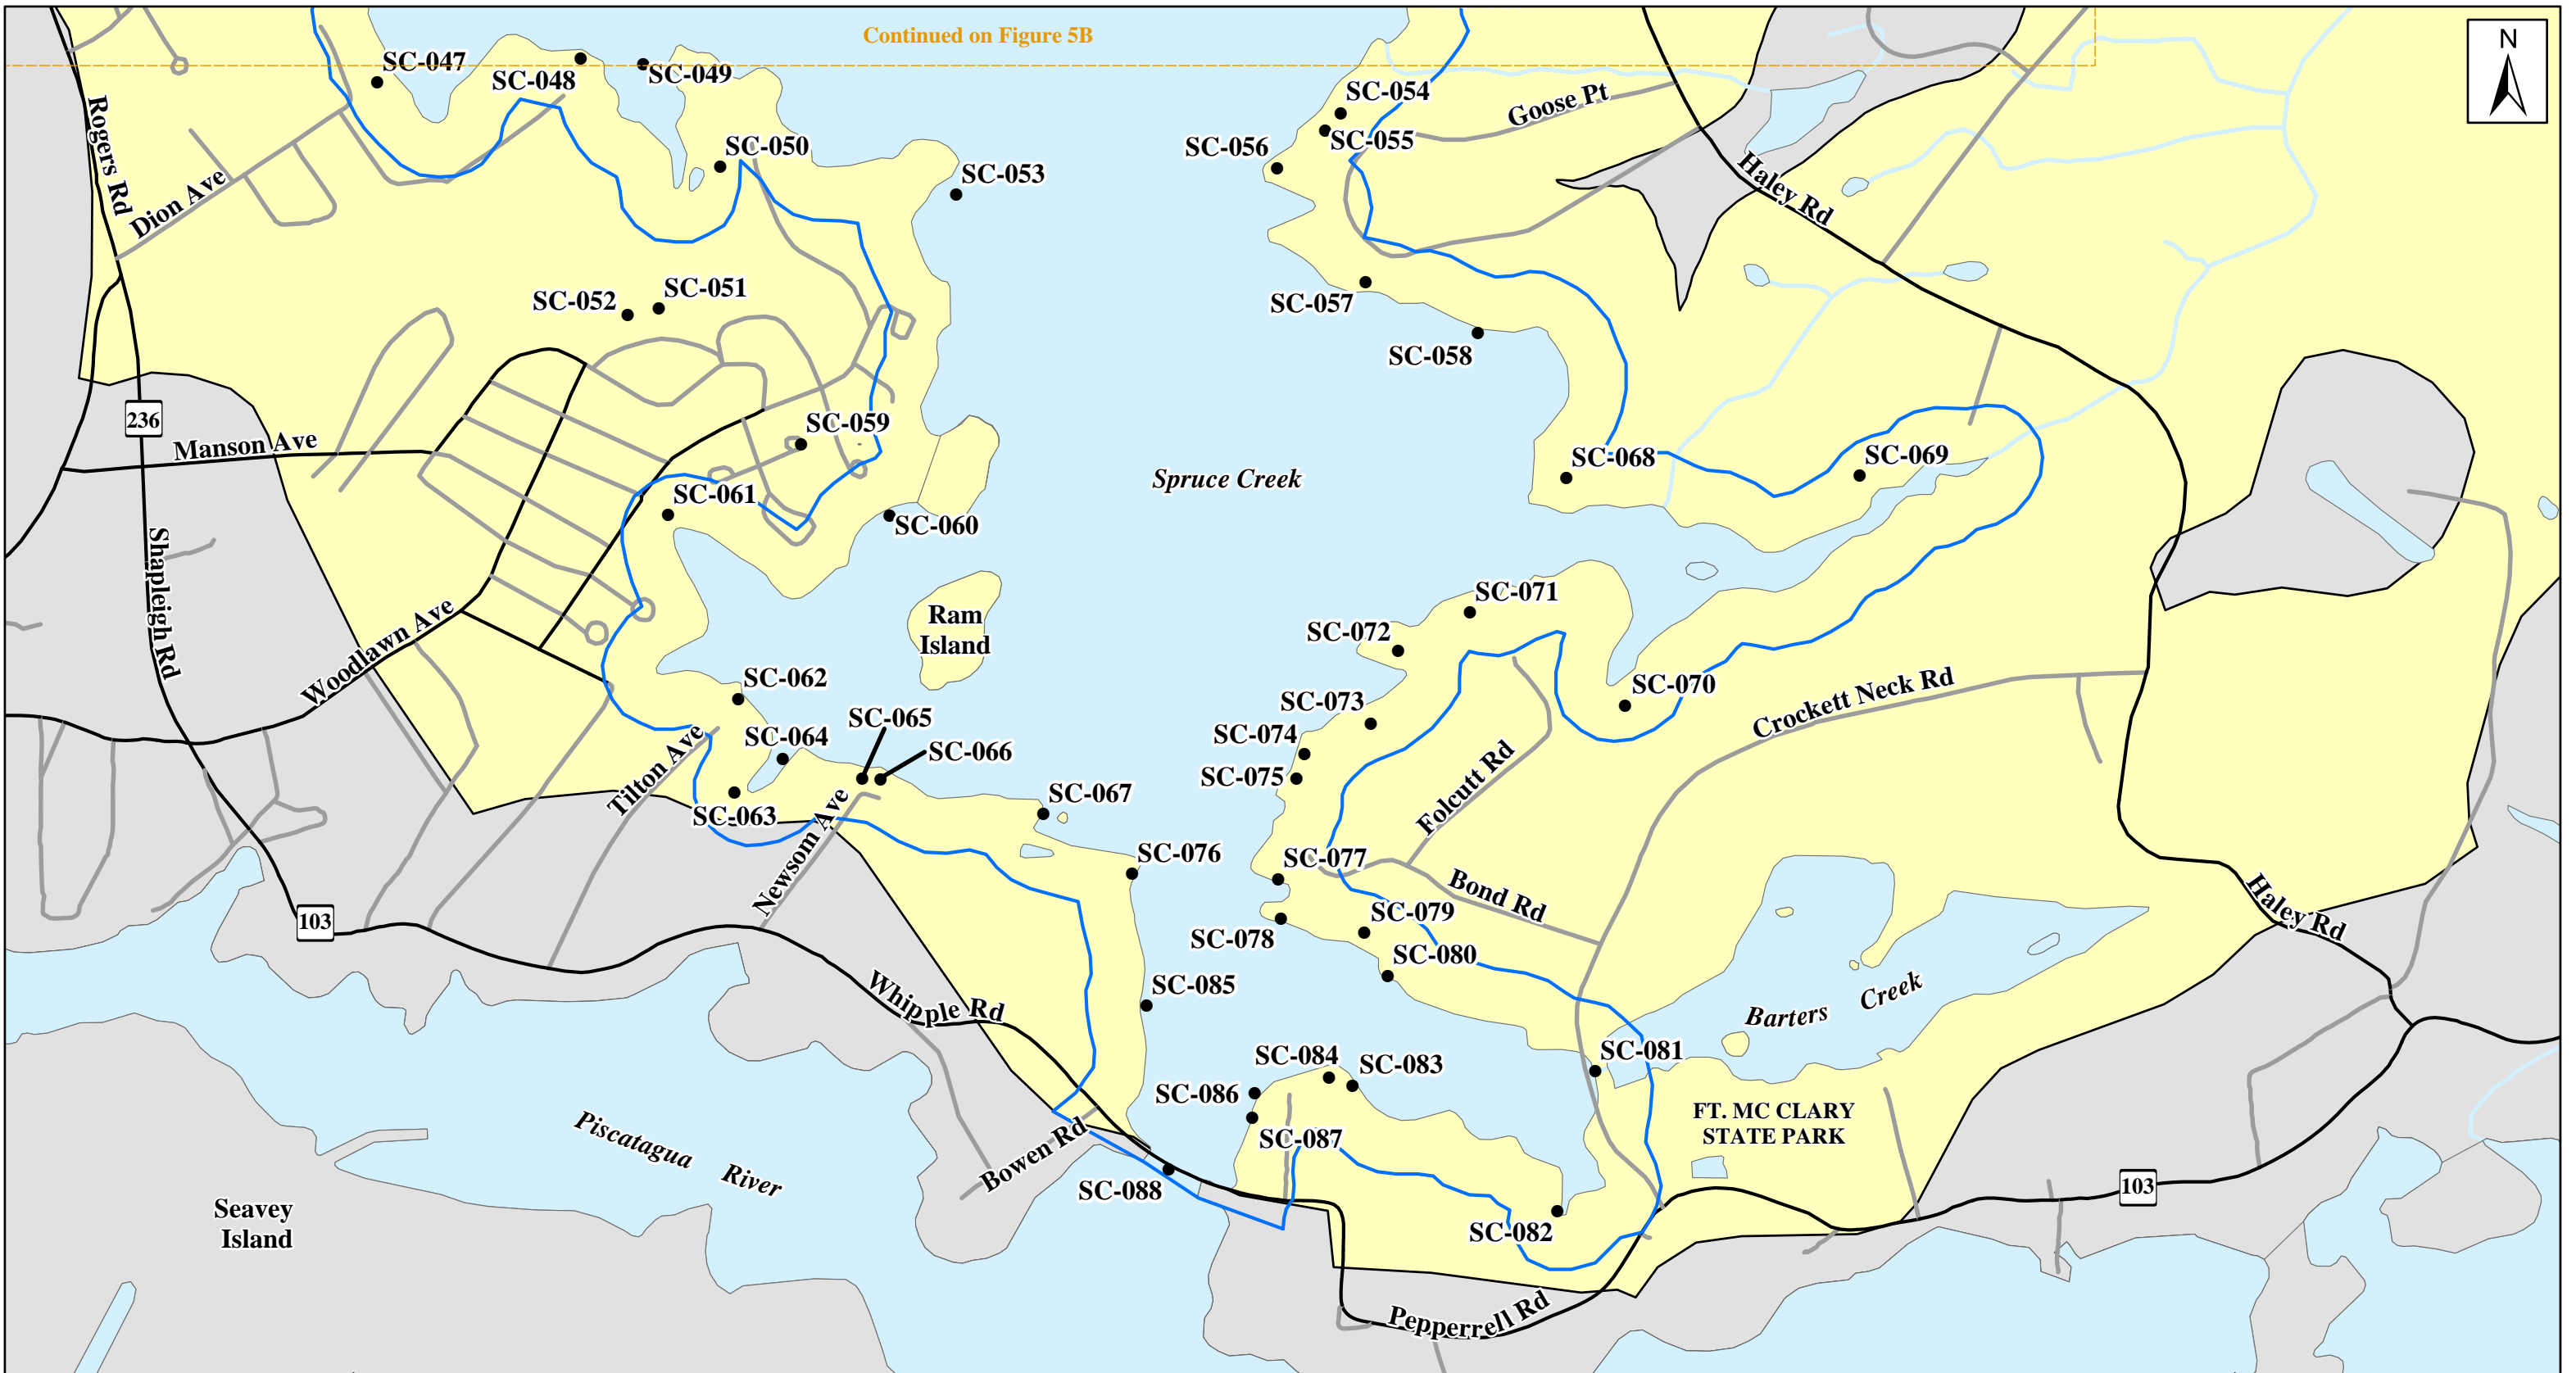 Continued on Figure 5B
N
SC-047
SC-048
SC-049
SC-054
Goose Pt
Rogers Rd
SC-055
SC-050
SC-056
SC-053
Haley Rd
Dion Ave
SC-051
SC-052
SC-057
SC-058
236
SC-059
Manson Ave
SC-068
SC-069
Spruce Creek
SC-061
SC-060
Shapleigh Rd
SC-071
Ram
Island
SC-072
Woodlawn Ave
SC-062
SC-070
Crockett Neck Rd
SC-073
SC-065
SC-064
SC-074
SC-066
Tilton Ave
SC-075
Folcutt Rd
SC-067
SC-063
Newsom Ave
SC-076
SC-077
Bond Rd
Haley Rd
103
SC-079
SC-078
SC-080
SC-085
Whipple Rd
Barters Creek
SC-084
SC-081
SC-083
SC-086
FT. MC CLARY
STATE PARK
SC-087
Piscatagua River
Bowen Rd
SC-088
103
Seavey
Island
SC-082
Pepperrell Rd